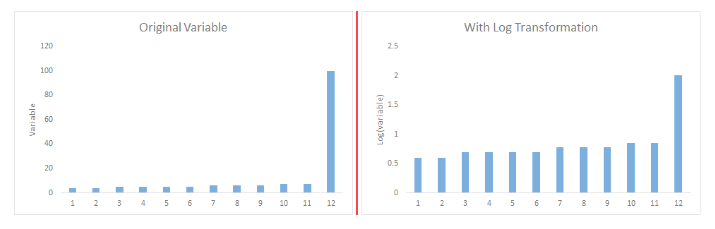 Original Variable
120
100
80
60
40
20
0
Variable
1 2 3 4 5 6 7 8 9 10 11 12
With Log Transformation
2.5
2
1.5
1
0.5
0
Log(variable)
1 2 3 4 5 6 7 8 9 10 11 12